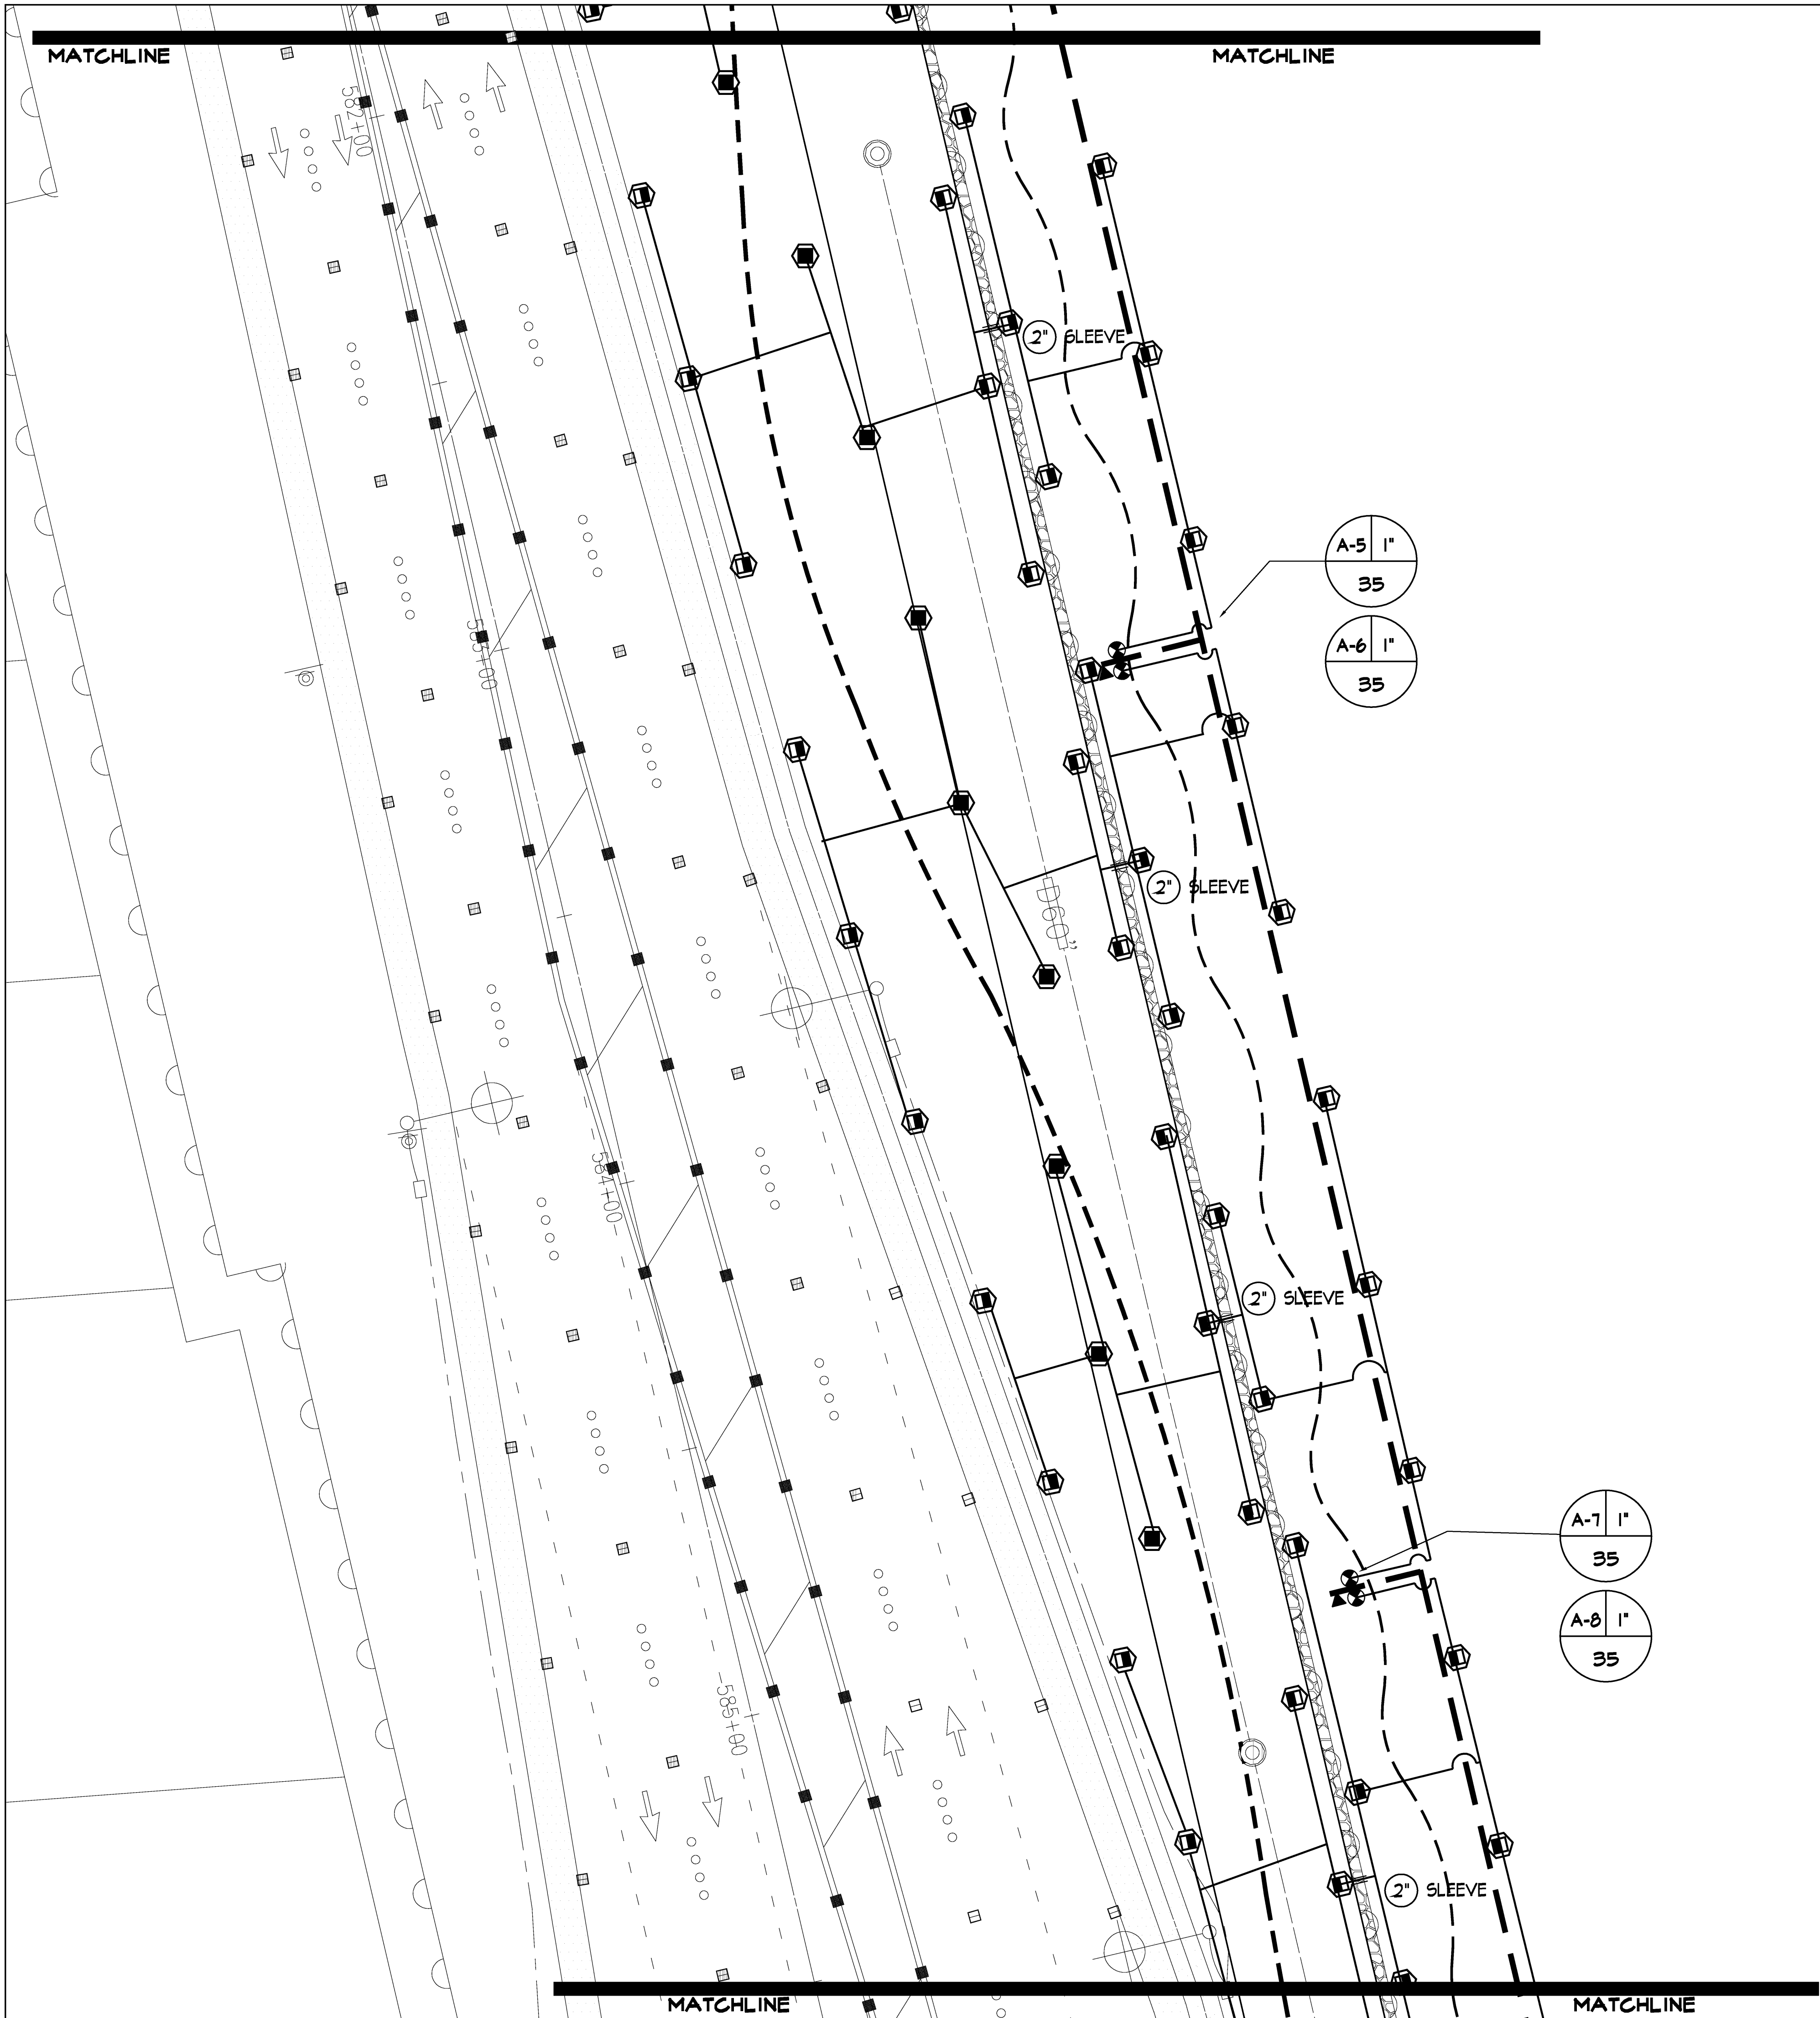 MATCHLINE
MATCHLINE
582+00
2" SLEEVE
A-5 1"
35
583+00
A-6 1"
35
2" SLEEVE
D 60"
584+00
2" SLEEVE
A-7 1"
35
A-8 1"
35
585+00
2" SLEEVE
MATCHLINE
MATCHLINE